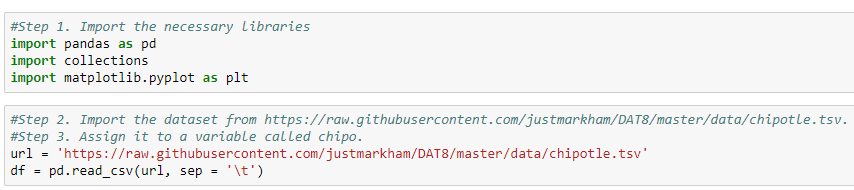 #Step 1. Import the necessary libraries
import pandas as pd
import collections
import matplotlib.pyplot as plt
#Step 2. Import the dataset from https://raw.githubusercontent.com/justmarkham/DAT8/master/data/chipotle.tsv.
#Step 3. Assign it to a variable called chipo.
url = 'https://raw.githubusercontent.com/justmarkham/DAT8/master/data/chipotle.tsv'
df = pd.read_csv(url, sep = '\t')